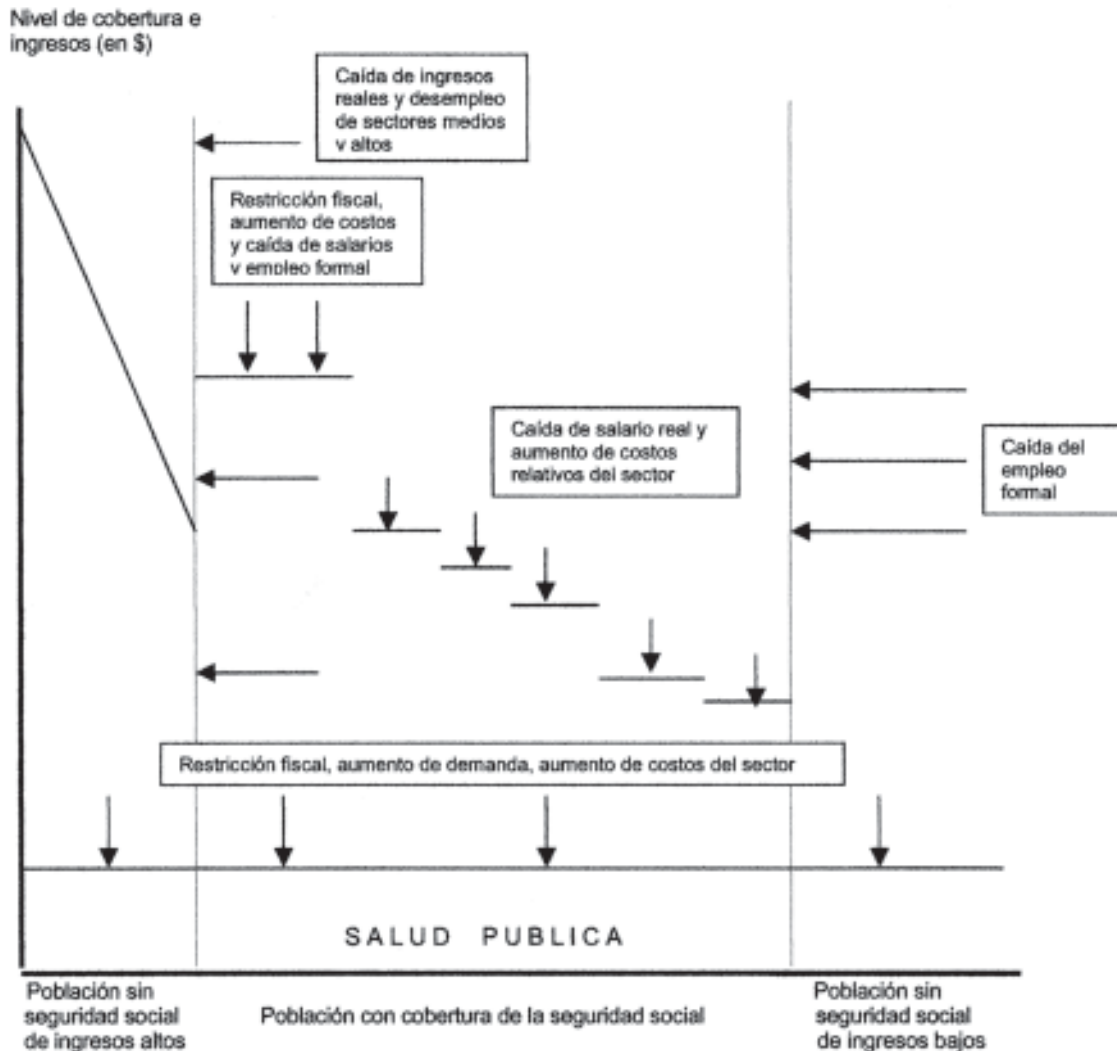 Nivel de cobertura e
ingresos (en $)
Caída de ingresos
reales y desempleo
de sectores medios
y altos
Restricción fiscal,
aumento de costos
y caída de salarios
y empleo formal
Caída de salario real y
aumento de costos
relativos del sector
Caída del
empleo
formal
Restricción fiscal, aumento de demanda, aumento de costos del sector
SALUD PUBLICA
Población sin
seguridad social
de ingresos altos
Población con cobertura de la seguridad social
Población sin
seguridad social
de ingresos bajos